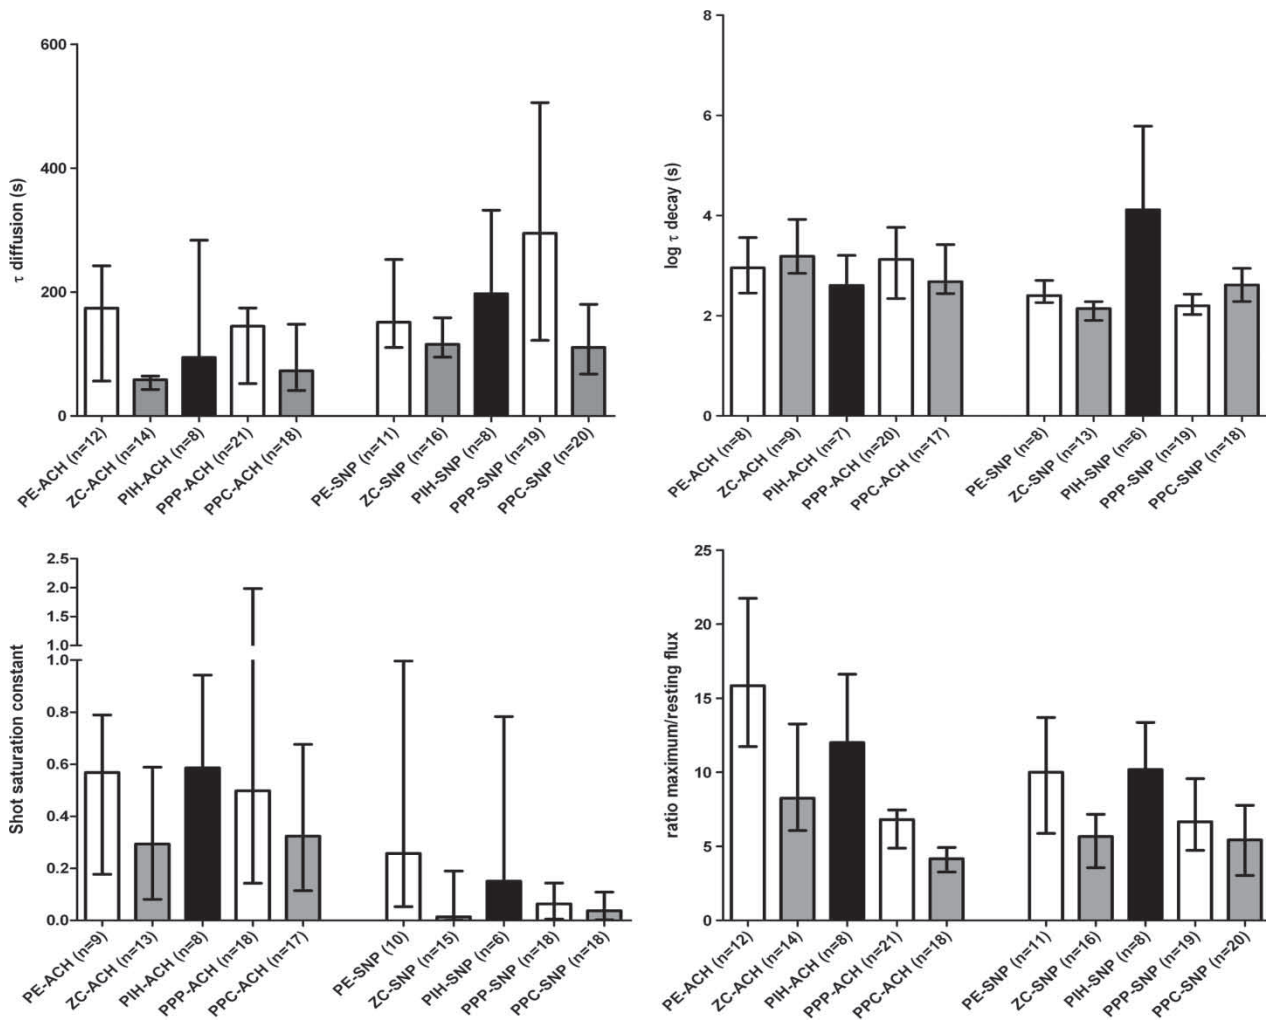 600
400
200
0
τ diffusion (s)
PE-ACH (n=12)
ZC-ACH (n=14)
PIH-ACH (n=8)
PPP-ACH (n=21)
PPC-ACH (n=18)
PE-SNP (n=11)
ZC-SNP (n=16)
PIH-SNP (n=8)
PPP-SNP (n=19)
PPC-SNP (n=20)
8
6
4
2
0
log τ decay (s)
PE-ACH (n=8)
ZC-ACH (n=9)
PIH-ACH (n=7)
PPP-ACH (n=20)
PPC-ACH (n=17)
PE-SNP (n=8)
ZC-SNP (n=13)
PIH-SNP (n=6)
PPP-SNP (n=19)
PPC-SNP (n=18)
2.5
2.0
1.5
1.0
1.0
0.8
0.6
0.4
0.2
0.0
Shot saturation constant
PE-ACH (n=9)
ZC-ACH (n=13)
PIH-ACH (n=8)
PPP-ACH (n=18)
PPC-ACH (n=17)
PE-SNP (10)
ZC-SNP (n=15)
PIH-SNP (n=6)
PPP-SNP (n=18)
PPC-SNP (n=18)
25
20
15
10
5
0
ratio maximum/resting flux
PE-ACH (n=12)
ZC-ACH (n=14)
PIH-ACH (n=8)
PPP-ACH (n=21)
PPC-ACH (n=18)
PE-SNP (n=11)
ZC-SNP (n=16)
PIH-SNP (n=8)
PPP-SNP (n=19)
PPC-SNP (n=20)